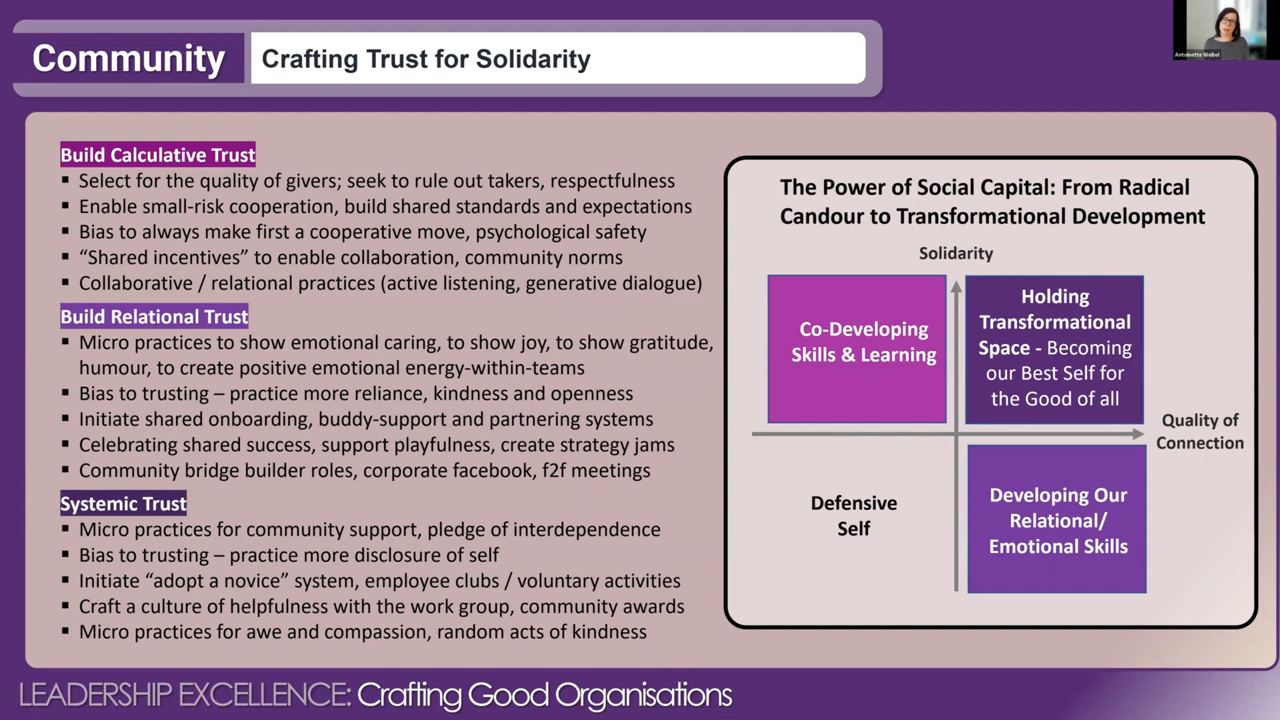 Community
Crafting Trust for Solidarity
Antoinette Weibel
Build Calculative Trust
▪ Select for the quality of givers; seek to rule out takers, respectfulness
▪ Enable small-risk cooperation, build shared standards and expectations
▪ Bias to always make first a cooperative move, psychological safety
▪ “Shared incentives” to enable collaboration, community norms
▪ Collaborative / relational practices (active listening, generative dialogue)
Build Relational Trust
▪ Micro practices to show emotional caring, to show joy, to show gratitude,
humour, to create positive emotional energy-within-teams
▪ Bias to trusting – practice more reliance, kindness and openness
▪ Initiate shared onboarding, buddy-support and partnering systems
▪ Celebrating shared success, support playfulness, create strategy jams
▪ Community bridge builder roles, corporate facebook, f2f meetings
Systemic Trust
▪ Micro practices for community support, pledge of interdependence
▪ Bias to trusting – practice more disclosure of self
▪ Initiate “adopt a novice” system, employee clubs / voluntary activities
▪ Craft a culture of helpfulness with the work group, community awards
▪ Micro practices for awe and compassion, random acts of kindness
The Power of Social Capital: From Radical
Candour to Transformational Development
Solidarity
Co-Developing
Skills & Learning
Holding
Transformational
Space - Becoming
our Best Self for
the Good of all
Quality of
Connection
Defensive
Self
Developing Our
Relational/
Emotional Skills
LEADERSHIP EXCELLENCE: Crafting Good Organisations